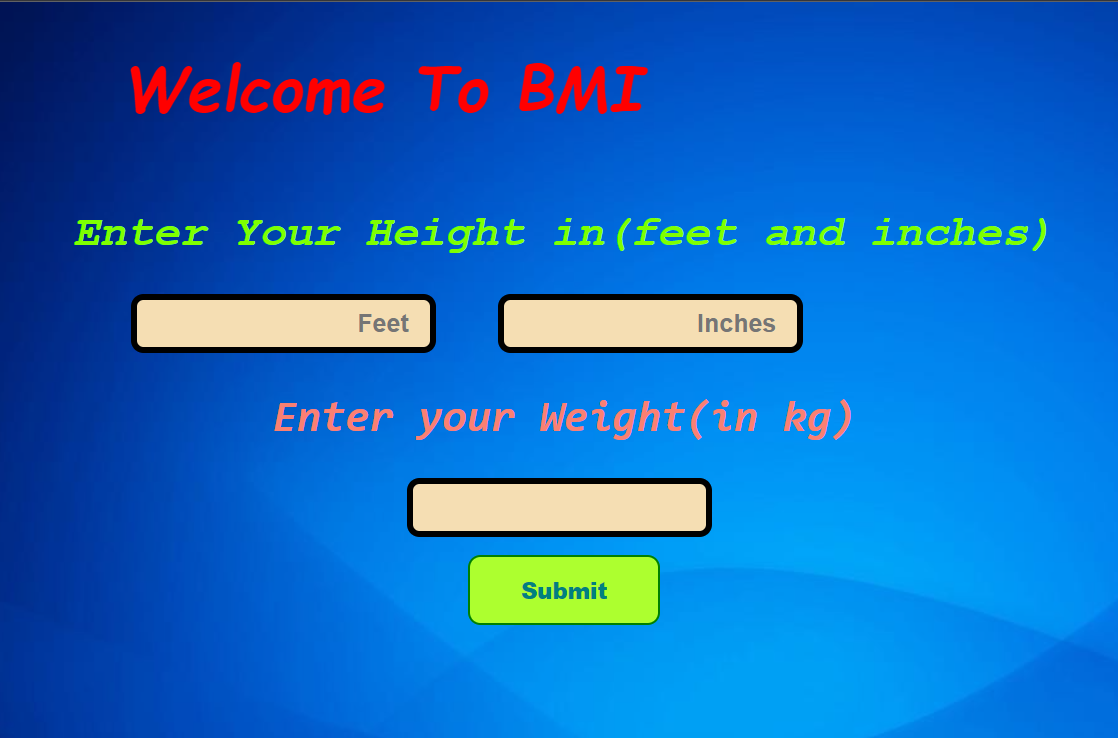 Welcome To BMI
Enter Your Height in(feet and inches)
Feet Inches
Enter your Weight(in kg)
Submit